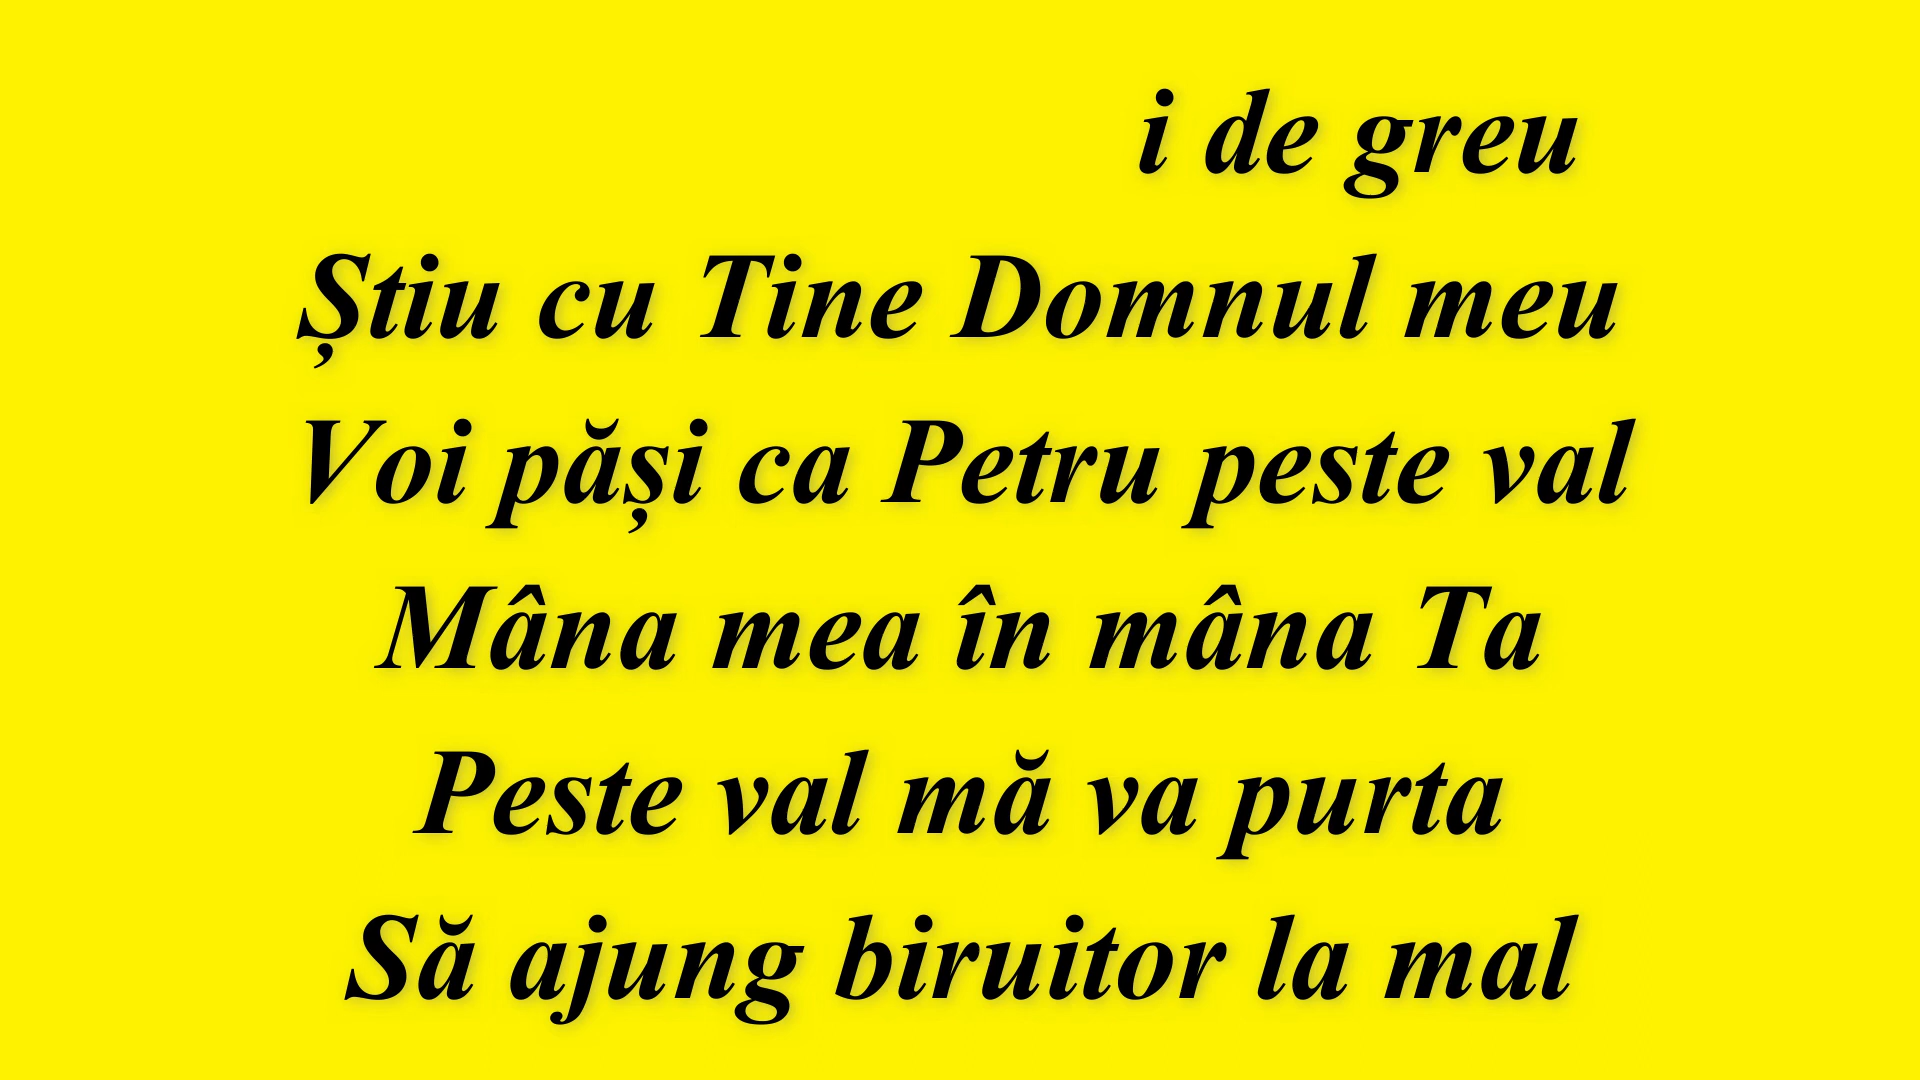 i de greu
Știu cu Tine Domnul meu
Voi păși ca Petru peste val
Mâna mea în mâna Ta
Peste val mă va purta
Să ajung biruitor la mal